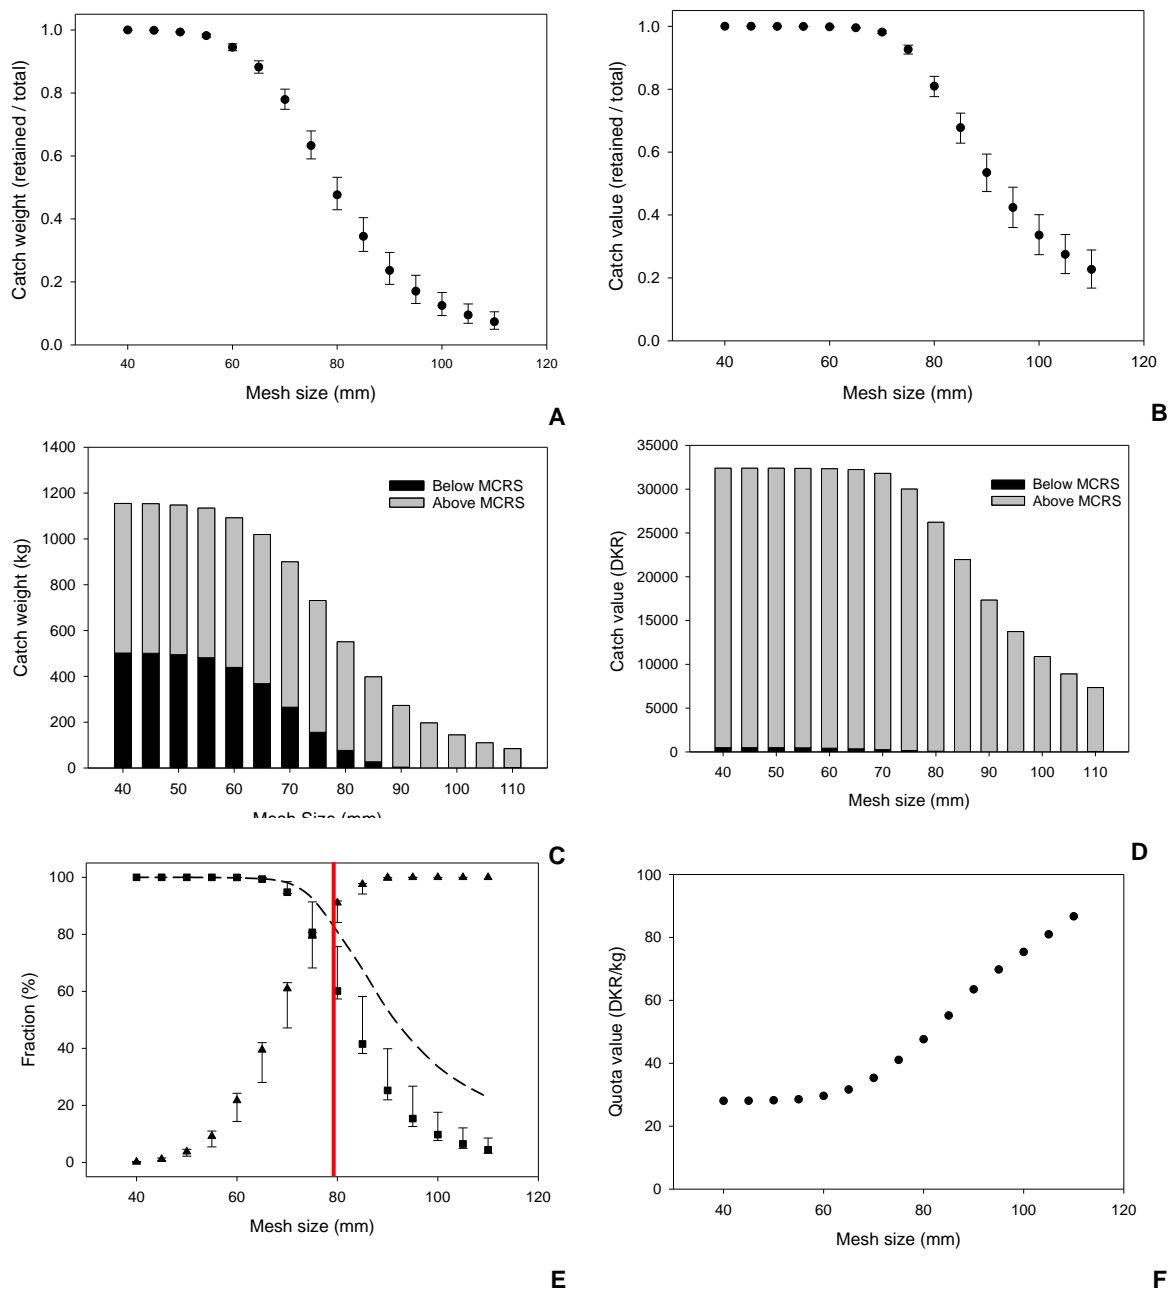 1.0
0.8
0.6
0.4
0.2
0.0
Catch weight (retained / total)
40 60 80 100 120
Mesh size (mm)
A
1.0
0.8
0.6
0.4
0.2
0.0
Catch value (retained / total)
40 60 80 100 120
Mesh size (mm)
B
1400
1200
1000
800
600
400
200
0
Catch weight (kg)
Below MCRS
Above MCRS
40 50 60 70 80 90 100 110
Mesh Size (mm)
C
35000
30000
25000
20000
15000
10000
5000
0
Catch value (DKR)
Below MCRS
Above MCRS
40 50 60 70 80 90 100 110
Mesh size (mm)
D
100
80
60
40
20
0
Fraction (%)
40 60 80 100 120
Mesh size (mm)
E
100
80
60
40
20
0
Quota value (DKR/kg)
40 60 80 100 120
Mesh size (mm)
F